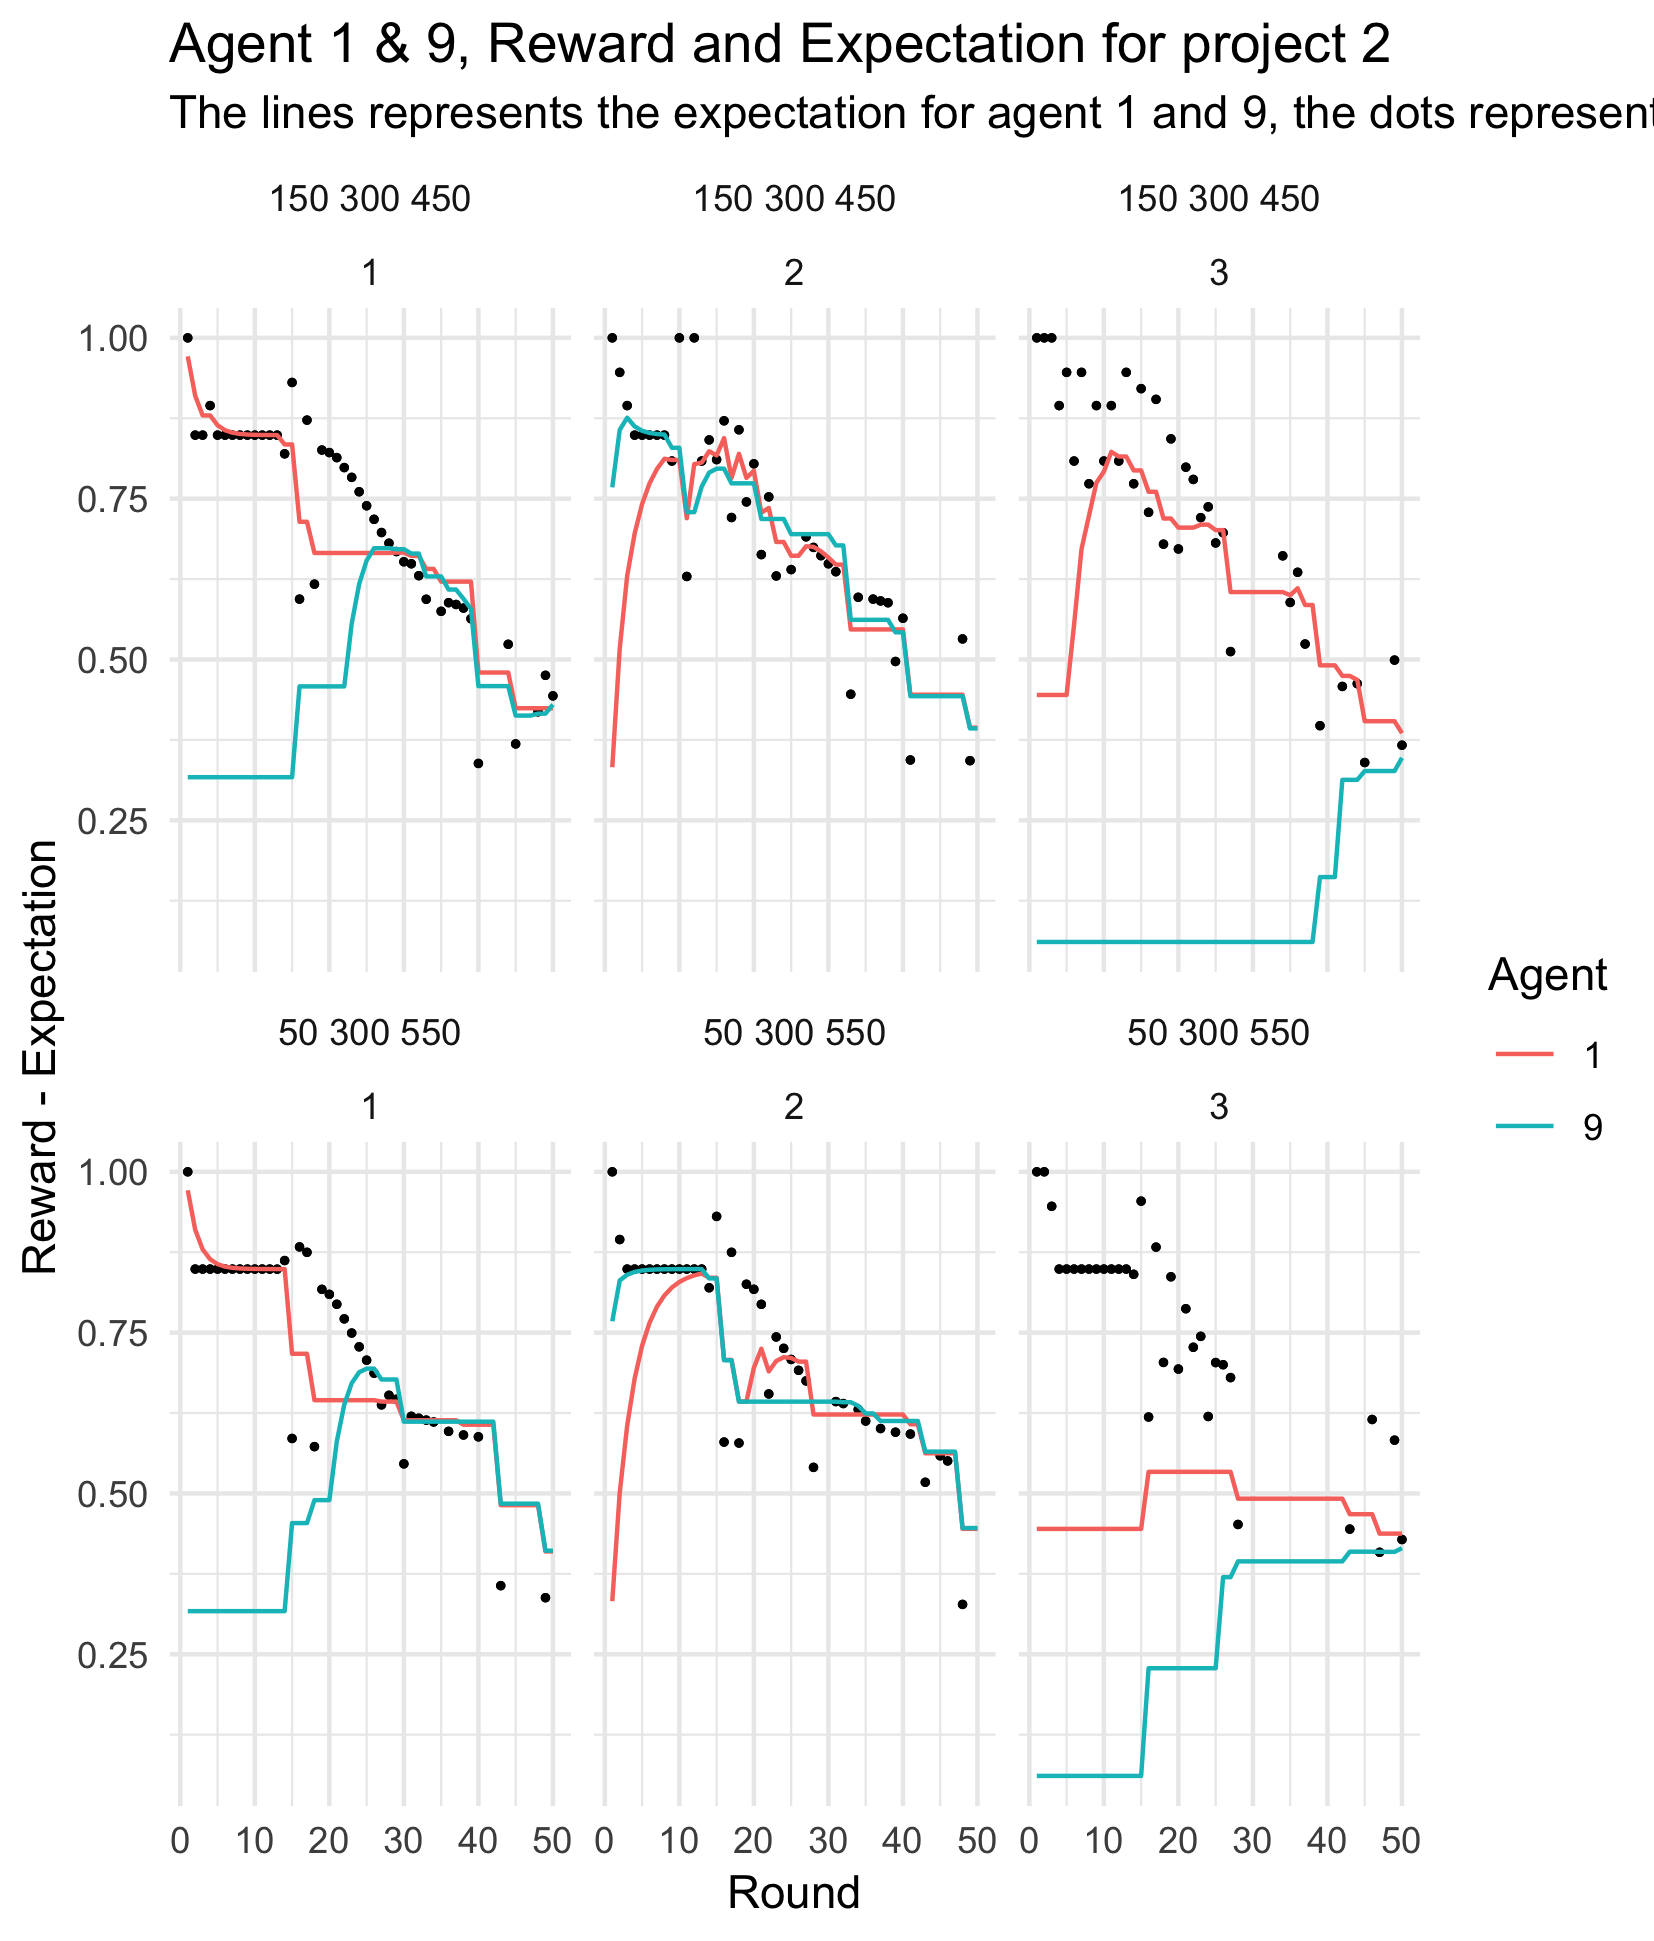 Agent 1 & 9, Reward and Expectation for project 2
The lines represents the expectation for agent 1 and 9, the dots represent
150 300 450
150 300 450
150 300 450
1
2
3
1.00
0.75
0.50
0.25
Reward - Expectation
50 300 550
50 300 550
50 300 550
1
2
3
1.00
0.75
0.50
0.25
0 10 20 30 40 50
0 10 20 30 40 50
0 10 20 30 40 50
Round
Agent
1
9